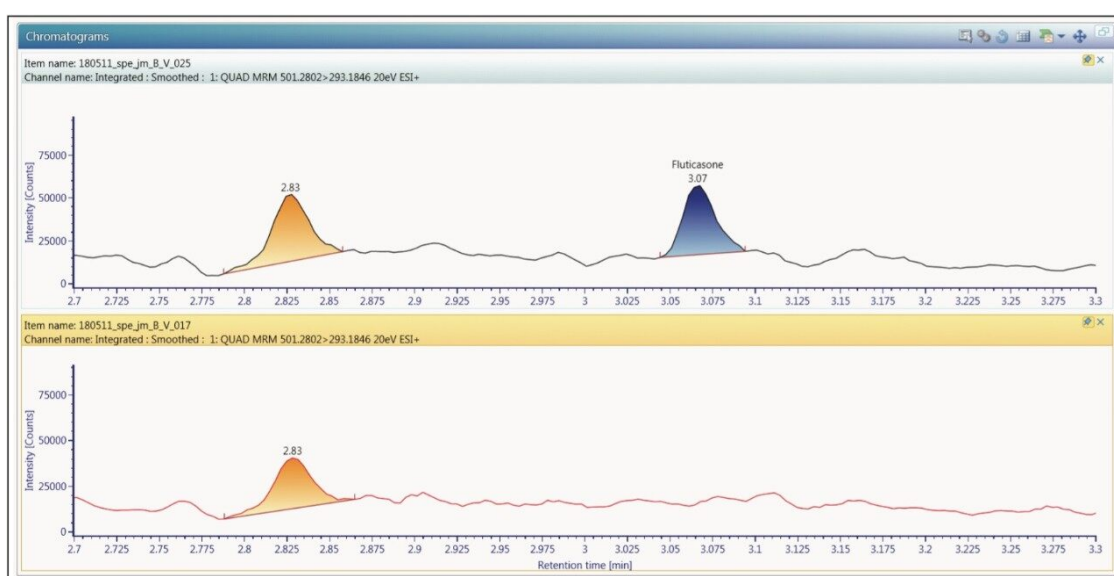 Chromatograms
Item name: 180511_spe_jm_B_V_025
Channel name: Integrated : Smoothed : 1: QUAD MRM 501.2802>293.1846 20eV ESI+
Intensity [Counts]
75000
50000
25000
0
2.83
Fluticasone
3.07
2.7 2.725 2.75 2.775 2.8 2.825 2.85 2.875 2.9 2.925 2.95 2.975 3 3.025 3.05 3.075 3.1 3.125 3.15 3.175 3.2 3.225 3.25 3.275 3.3
Item name: 180511_spe_jm_B_V_017
Channel name: Integrated : Smoothed : 1: QUAD MRM 501.2802>293.1846 20eV ESI+
Intensity [Counts]
75000
50000
25000
0
2.83
2.7 2.725 2.75 2.775 2.8 2.825 2.85 2.875 2.9 2.925 2.95 2.975 3 3.025 3.05 3.075 3.1 3.125 3.15 3.175 3.2 3.225 3.25 3.275 3.3
Retention time [min]